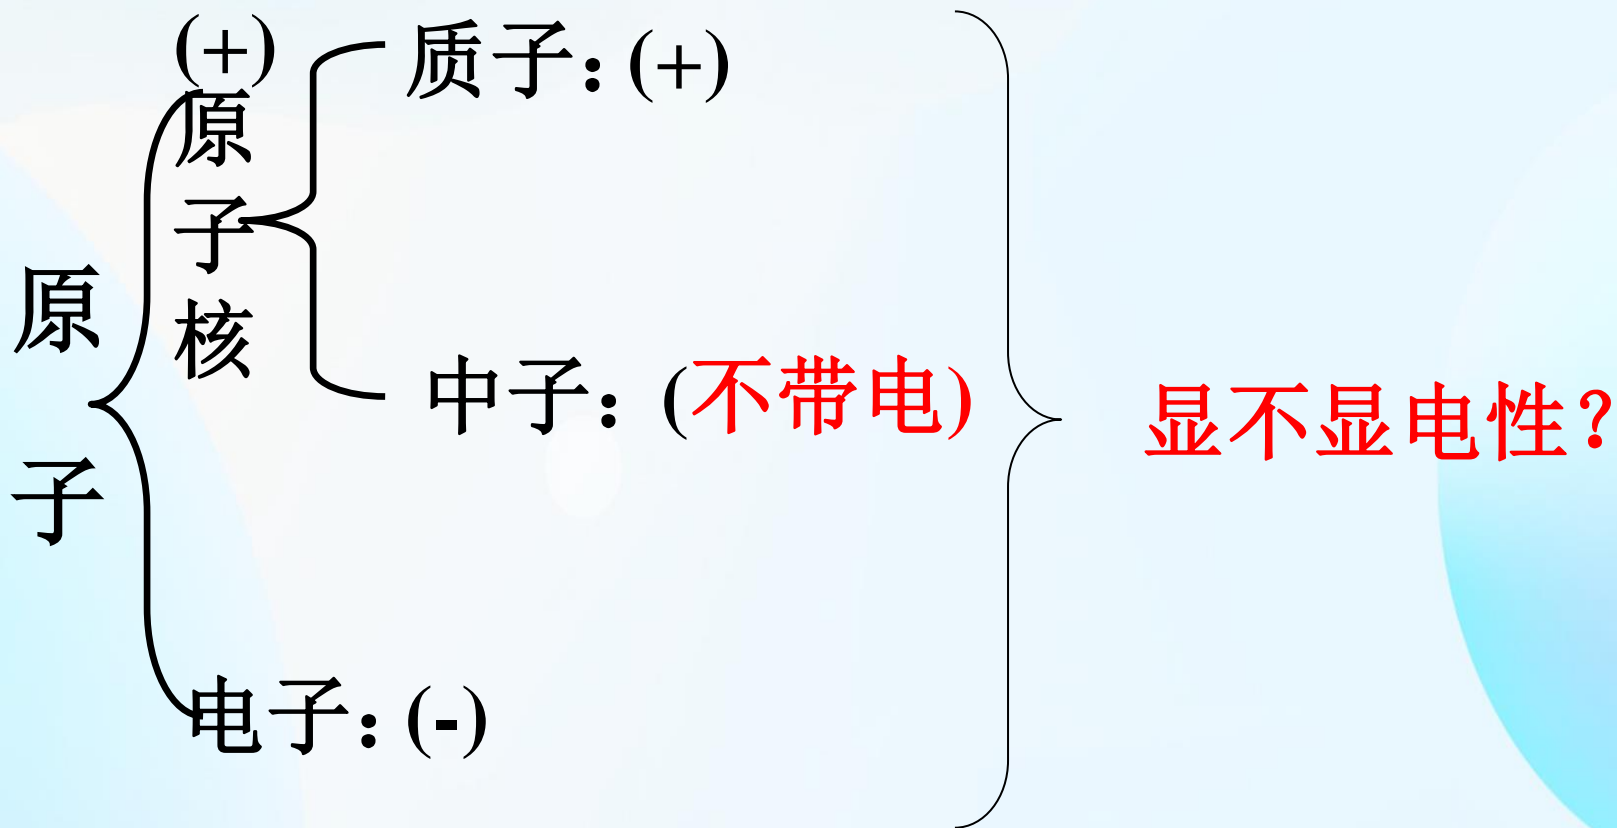 原子
(+)
原子核
质子：(+)
中子：(不带电)
电子：(-)
显不显电性？